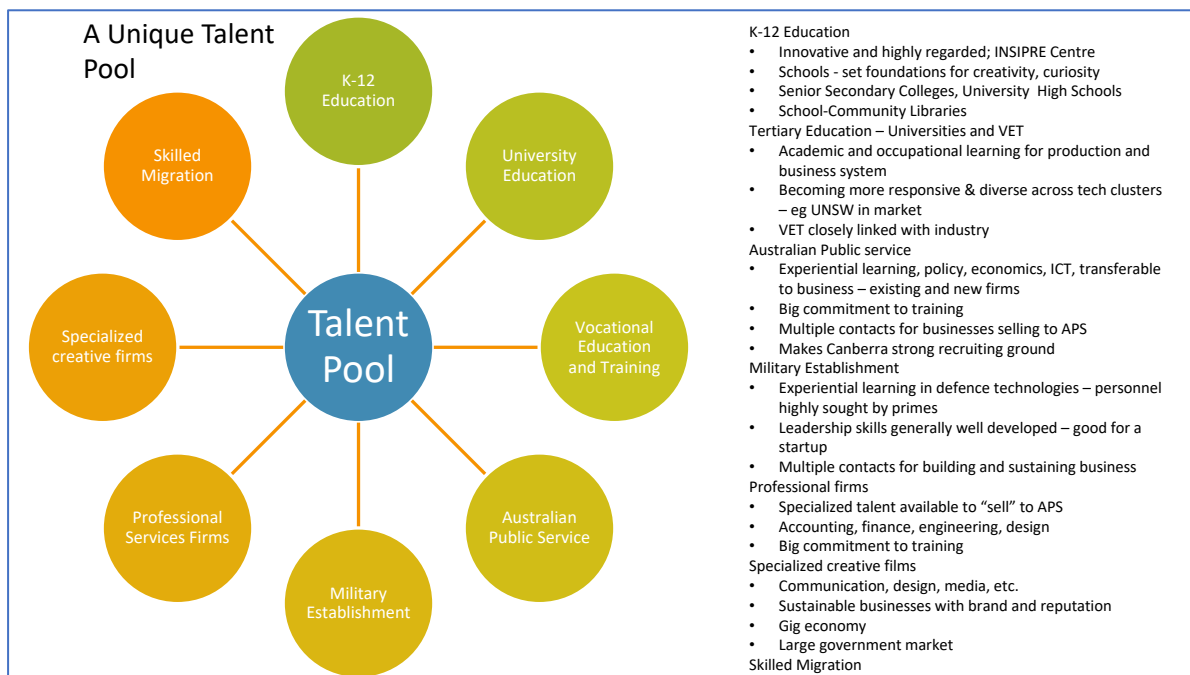 A Unique Talent
Pool
K-12
Education
University
Education
Vocational
Education
and Training
Australian
Public Service
Military
Establishment
Professional
Services Firms
Specialized
creative firms
Skilled
Migration
Talent
Pool
K-12 Education
• Innovative and highly regarded; INSIPRE Centre
• Schools - set foundations for creativity, curiosity
• Senior Secondary Colleges, University High Schools
• School-Community Libraries
Tertiary Education – Universities and VET
• Academic and occupational learning for production and
business system
• Becoming more responsive & diverse across tech clusters
– eg UNSW in market
• VET closely linked with industry
Australian Public service
• Experiential learning, policy, economics, ICT, transferable
to business – existing and new firms
• Big commitment to training
• Multiple contacts for businesses selling to APS
• Makes Canberra strong recruiting ground
Military Establishment
• Experiential learning in defence technologies – personnel
highly sought by primes
• Leadership skills generally well developed – good for a
startup
• Multiple contacts for building and sustaining business
Professional firms
• Specialized talent available to “sell” to APS
• Accounting, finance, engineering, design
• Big commitment to training
Specialized creative films
• Communication, design, media, etc.
• Sustainable businesses with brand and reputation
• Gig economy
• Large government market
Skilled Migration